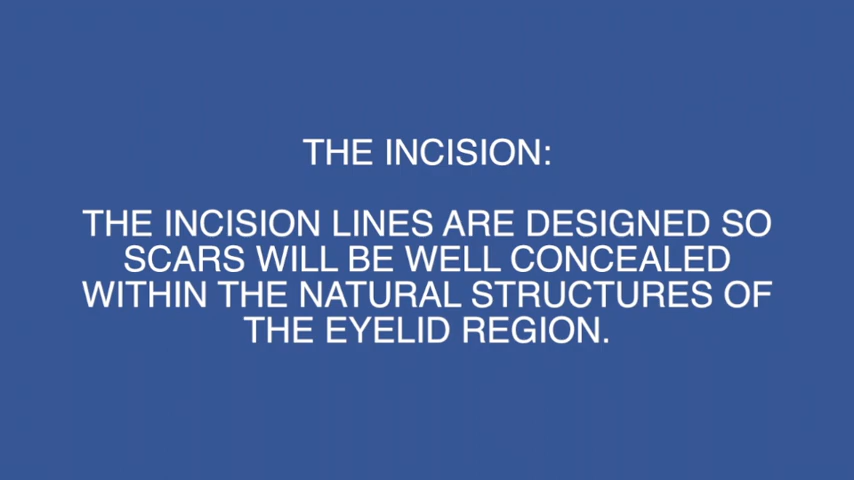 THE INCISION:
THE INCISION LINES ARE DESIGNED SO
SCARS WILL BE WELL CONCEALED
WITHIN THE NATURAL STRUCTURES OF
THE EYELID REGION.